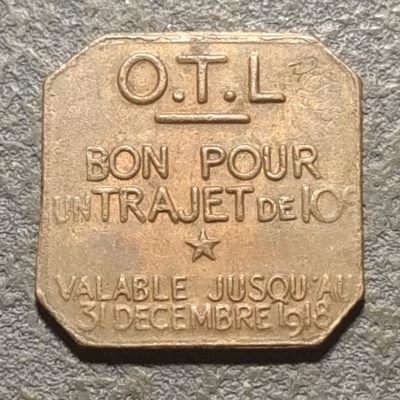 O.T.L
BON POUR
UN TRAJET DE 10C
VALABLE JUSQU'AU
31 DECEMBRE 1918